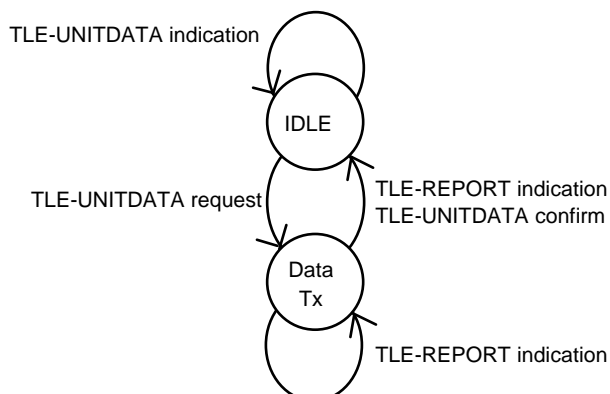 TLE-UNITDATA indication
IDLE
TLE-UNITDATA request
TLE-REPORT indication
TLE-UNITDATA confirm
Data
Tx
TLE-REPORT indication